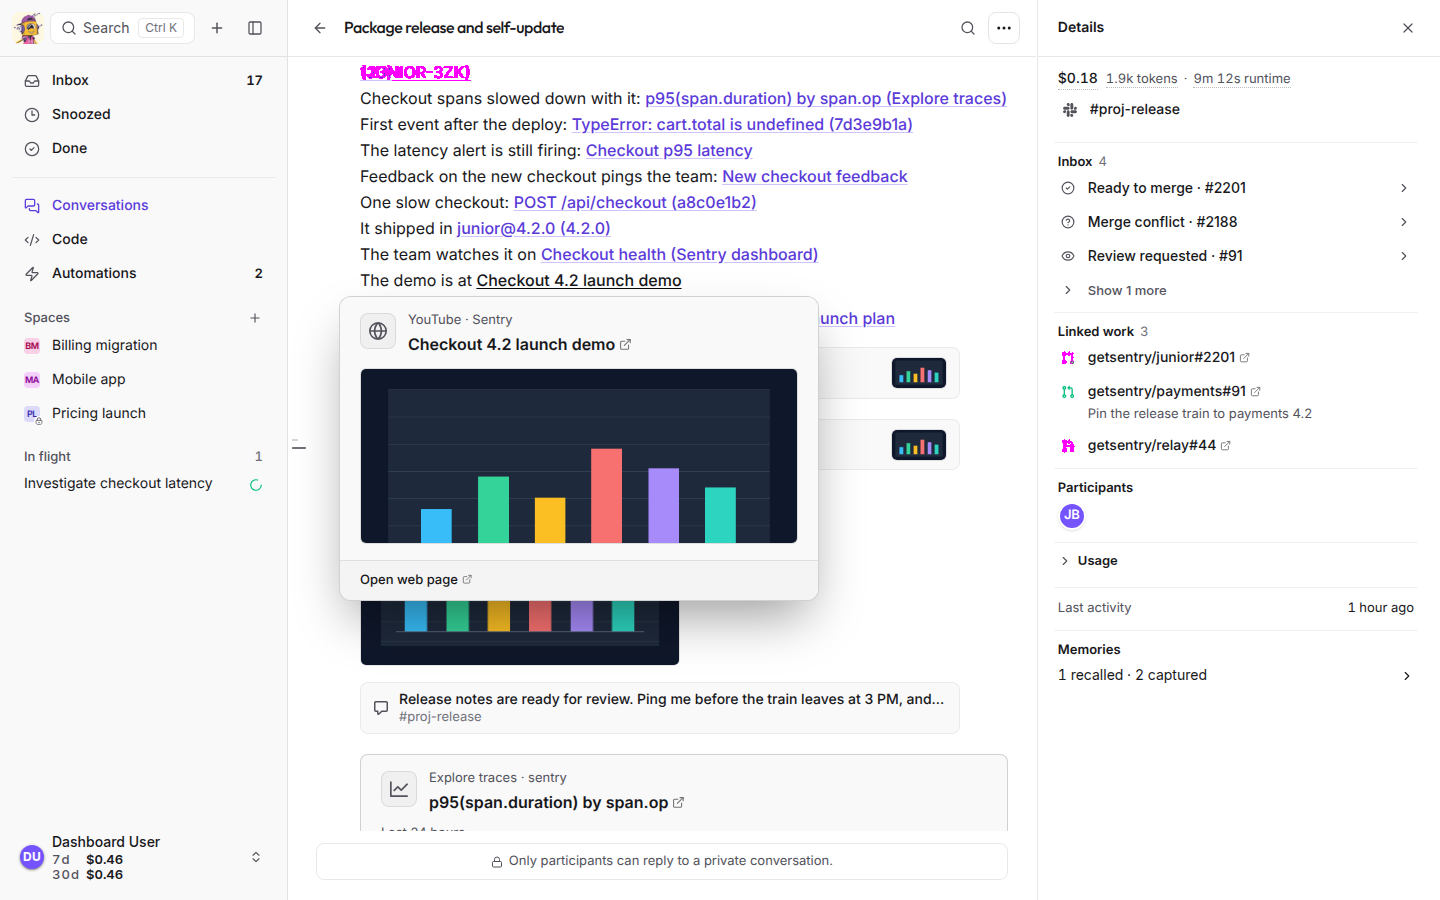 Search Ctrl K
Inbox 17
Snoozed
Done
Conversations
Code
Automations 2
Spaces
BM Billing migration
MA Mobile app
PL Pricing launch
In flight 1
Investigate checkout latency
DU Dashboard User
7d $0.46
30d $0.46
Package release and self-update
Checkout spans slowed down with it: p95(span.duration) by span.op (Explore traces)
First event after the deploy: TypeError: cart.total is undefined (7d3e9b1a)
The latency alert is still firing: Checkout p95 latency
Feedback on the new checkout pings the team: New checkout feedback
One slow checkout: POST /api/checkout (a8c0e1b2)
It shipped in junior@4.2.0 (4.2.0)
The team watches it on Checkout health (Sentry dashboard)
The demo is at Checkout 4.2 launch demo
plan
YouTube · Sentry
Checkout 4.2 launch demo
Open web page
Release notes are ready for review. Ping me before the train leaves at 3 PM, and...
#proj-release
Explore traces · sentry
p95(span.duration) by span.op
Only participants can reply to a private conversation.
Details
$0.18 1.9k tokens · 9m 12s runtime
#proj-release
Inbox 4
Ready to merge · #2201
Merge conflict · #2188
Review requested · #91
Show 1 more
Linked work 3
getsentry/junior#2201
getsentry/payments#91
Pin the release train to payments 4.2
getsentry/relay#44
Participants
JB
Usage
Last activity 1 hour ago
Memories
1 recalled · 2 captured